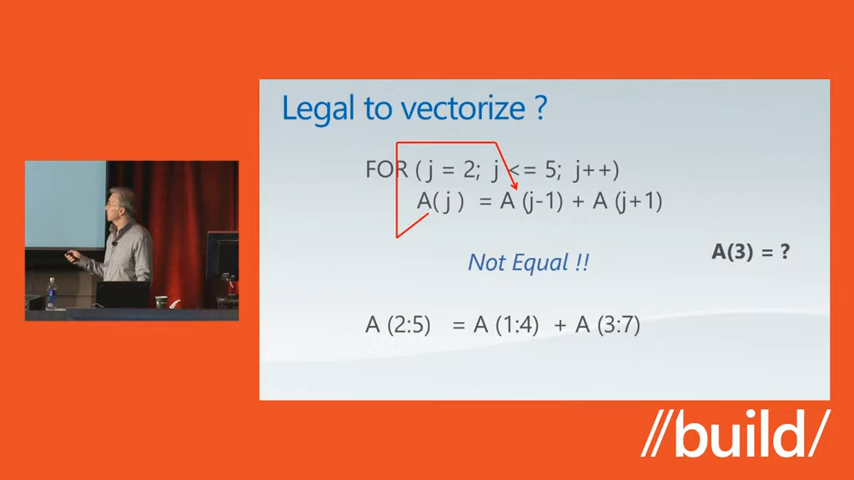 Legal to vectorize ?
FOR ( j = 2; j <= 5; j++)
A( j ) = A (j-1) + A (j+1)
Not Equal !!
A(3) = ?
A (2:5) = A (1:4) + A (3:7)
//build/